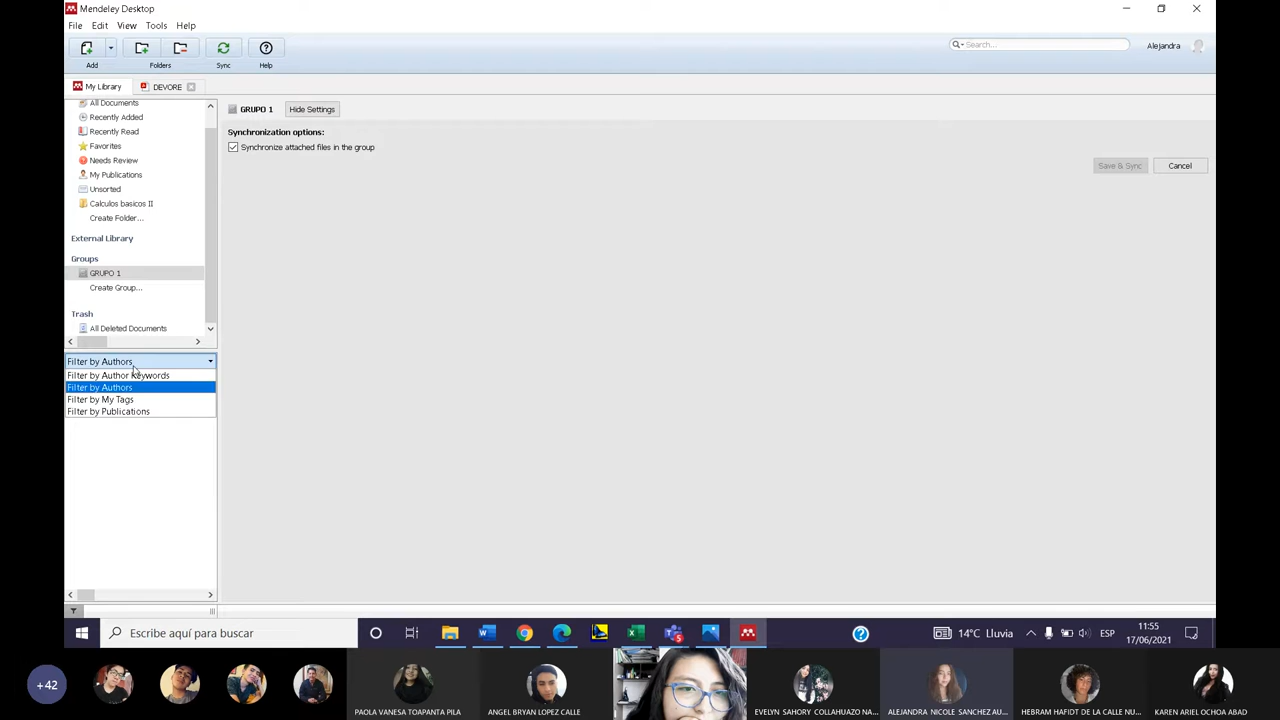 Mendeley Desktop
File Edit View Tools Help
Search...
Alejandra
Add Folders Sync Help
My Library DEVORE
All Documents
Recently Added
Recently Read
Favorites
Needs Review
My Publications
Unsorted
Calculos basicos II
Create Folder...
External Library
Groups
GRUPO 1
Create Group...
Trash
All Deleted Documents
Filter by Authors
Filter by Author Keywords
Filter by Authors
Filter by My Tags
Filter by Publications
GRUPO 1 Hide Settings
Synchronization options:
Synchronize attached files in the group
Save & Sync Cancel
Escribe aquí para buscar
5
14°C Lluvia
ESP
11:55
17/06/2021
+42
PAOLA VANESA TOAPANTA PILA
ANGEL BRYAN LOPEZ CALLE
EVELYN SAHORY COLLAHUAZO NA...
ALEJANDRA NICOLE SANCHEZ AU...
HEBRAM HAFIDT DE LA CALLE NU...
KAREN ARIEL OCHOA ABAD